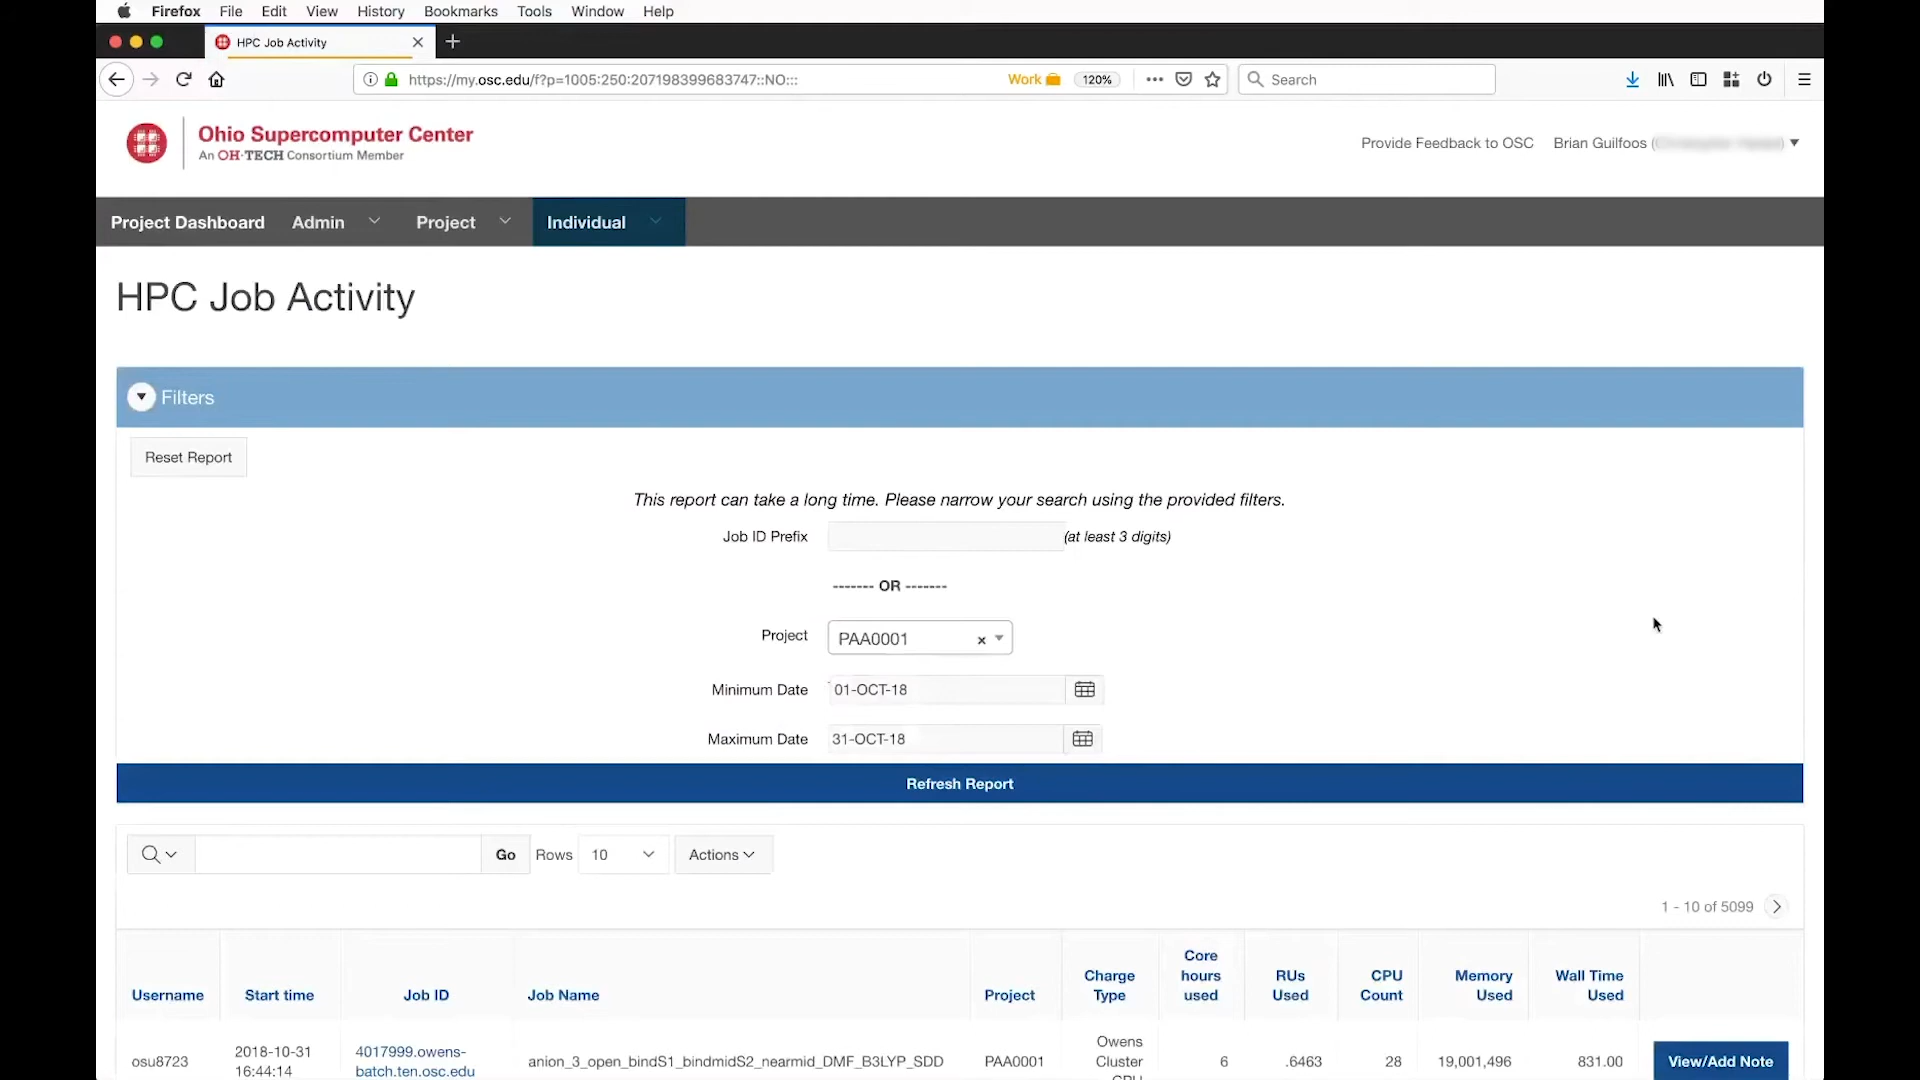 Firefox File Edit View History Bookmarks Tools Window Help
HPC Job Activity
https://my.osc.edu/f?p=1005:250:207198399683747::NO::: Work 120% Search
Ohio Supercomputer Center
An OH·TECH Consortium Member
Provide Feedback to OSC Brian Guilfoos (
Project Dashboard Admin Project Individual
HPC Job Activity
Filters
Reset Report
This report can take a long time. Please narrow your search using the provided filters.
Job ID Prefix (at least 3 digits)
------- OR -------
Project PAA0001
Minimum Date 01-OCT-18
Maximum Date 31-OCT-18
Refresh Report
Go Rows 10 Actions
1 - 10 of 5099
Username Start time Job ID Job Name Project Charge Type Core hours used RUs Used CPU Count Memory Used Wall Time Used
osu8723 2018-10-31 16:44:14 4017999.owens-batch.ten.osc.edu anion_3_open_bindS1_bindmidS2_nearmid_DMF_B3LYP_SDD PAA0001 Owens Cluster 6 .6463 28 19,001,496 831.00 View/Add Note